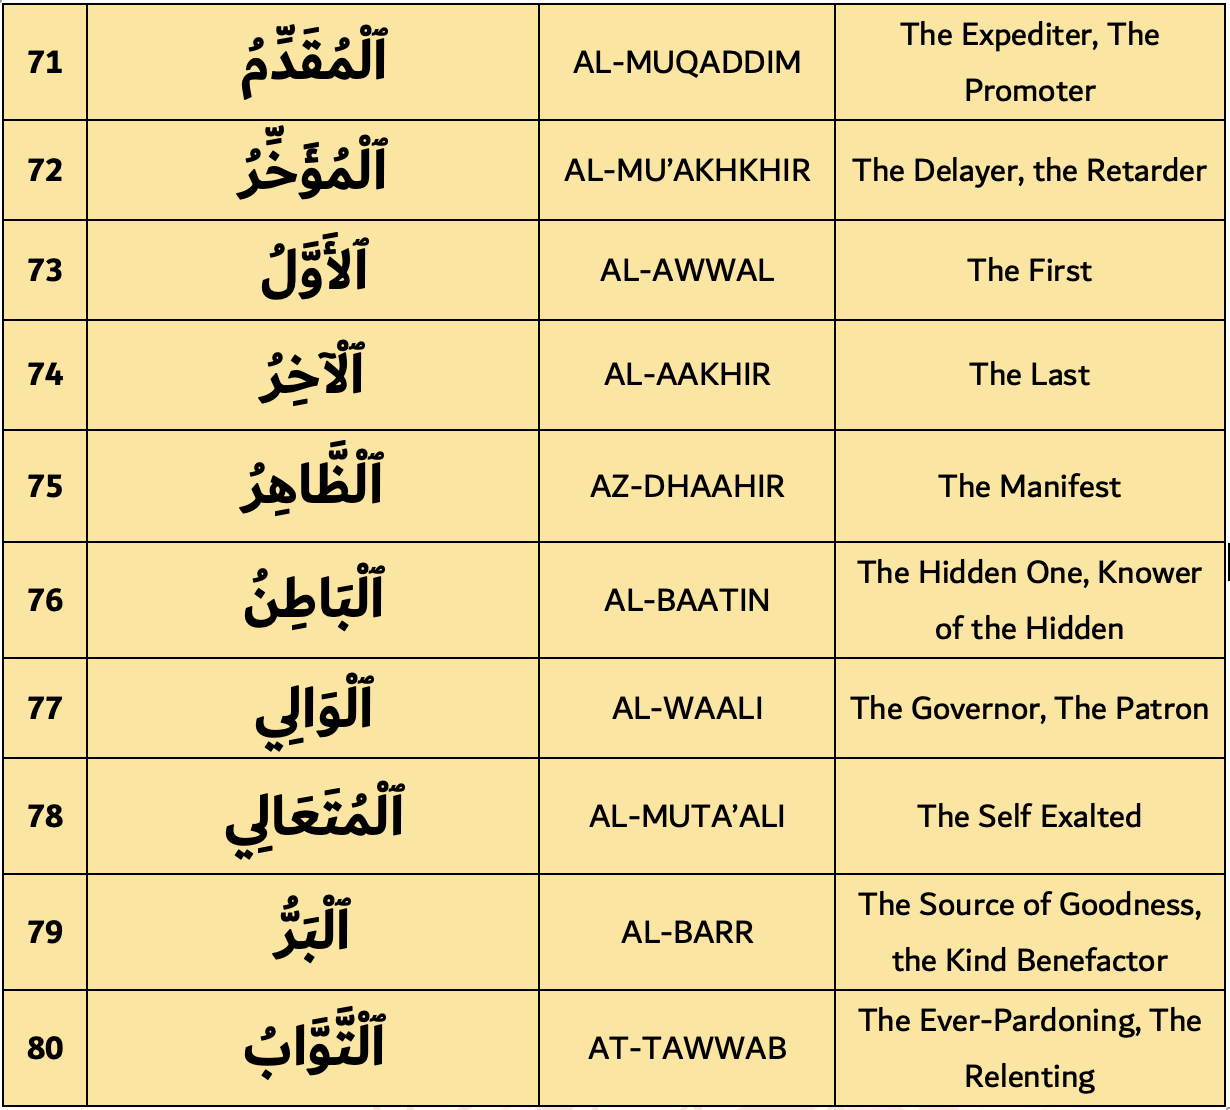 71 ٱلْمُقَدِّمُ AL-MUQADDIM The Expediter, The
Promoter
72 ٱلْمُؤَخِّرُ AL-MU’AKHKHIR The Delayer, the Retarder
73 ٱلأَوَّلُ AL-AWWAL The First
74 ٱلْآخِرُ AL-AAKHIR The Last
75 ٱلْظَّاهِرُ AZ-DHAAHIR The Manifest
76 ٱلْبَاطِنُ AL-BAATIN The Hidden One, Knower
of the Hidden
77 ٱلْوَالِي AL-WAALI The Governor, The Patron
78 ٱلْمُتَعَالِي AL-MUTA’ALI The Self Exalted
79 ٱلْبَرُّ AL-BARR The Source of Goodness,
the Kind Benefactor
80 ٱلْتَّوَّابُ AT-TAWWAB The Ever-Pardoning, The
Relenting